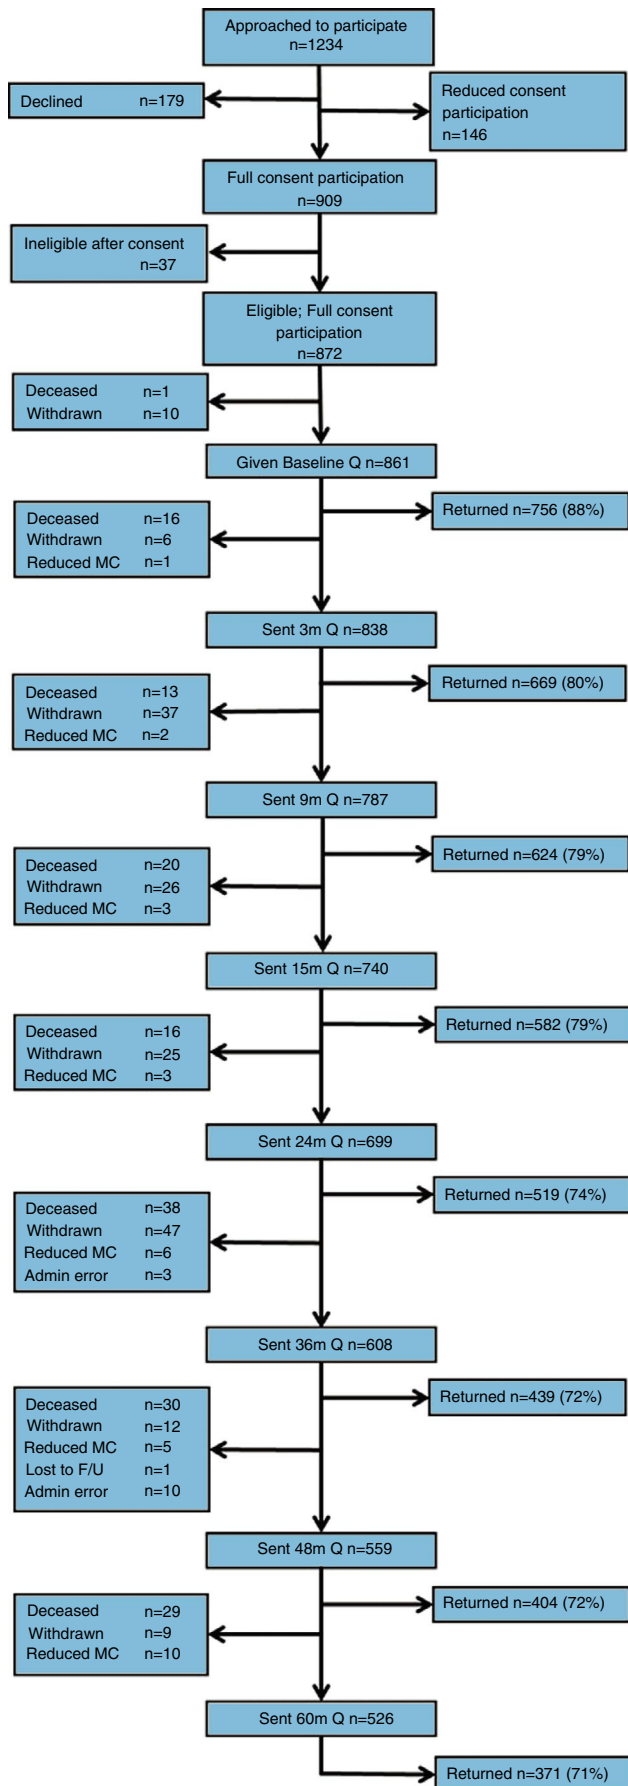 Approached to participate
n=1234
Declined n=179
Reduced consent
participation
n=146
Full consent participation
n=909
Ineligible after consent
n=37
Eligible; Full consent
participation
n=872
Deceased n=1
Withdrawn n=10
Given Baseline Q n=861
Returned n=756 (88%)
Deceased n=16
Withdrawn n=6
Reduced MC n=1
Sent 3m Q n=838
Returned n=669 (80%)
Deceased n=13
Withdrawn n=37
Reduced MC n=2
Sent 9m Q n=787
Returned n=624 (79%)
Deceased n=20
Withdrawn n=26
Reduced MC n=3
Sent 15m Q n=740
Returned n=582 (79%)
Deceased n=16
Withdrawn n=25
Reduced MC n=3
Sent 24m Q n=699
Returned n=519 (74%)
Deceased n=38
Withdrawn n=47
Reduced MC n=6
Admin error n=3
Sent 36m Q n=608
Returned n=439 (72%)
Deceased n=30
Withdrawn n=12
Reduced MC n=5
Lost to F/U n=1
Admin error n=10
Sent 48m Q n=559
Returned n=404 (72%)
Deceased n=29
Withdrawn n=9
Reduced MC n=10
Sent 60m Q n=526
Returned n=371 (71%)